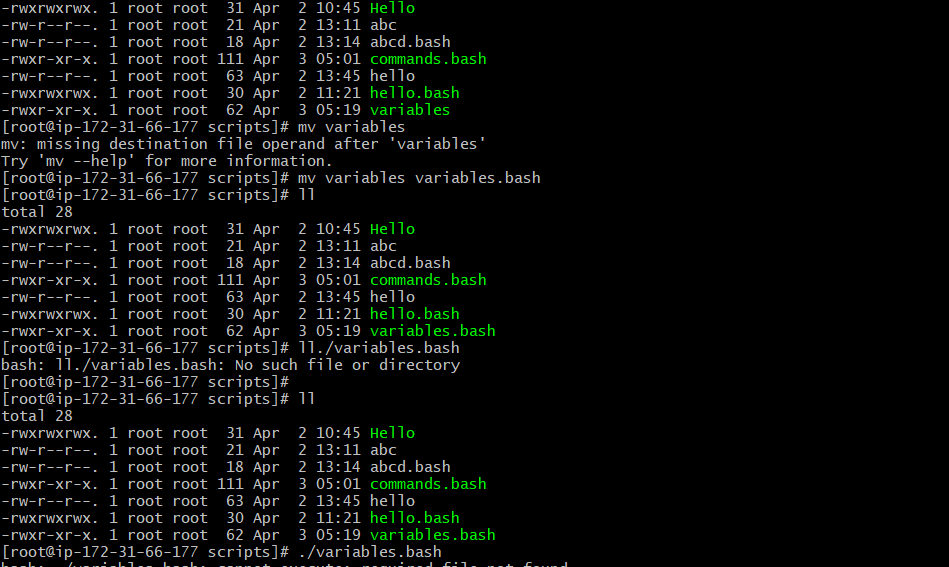 -rwxrwxrwx. 1 root root  31 Apr  2 10:45 Hello
-rw-r--r--. 1 root root  21 Apr  2 13:11 abc
-rw-r--r--. 1 root root  18 Apr  2 13:14 abcd.bash
-rwxr-xr-x. 1 root root 111 Apr  3 05:01 commands.bash
-rw-r--r--. 1 root root  63 Apr  2 13:45 hello
-rwxrwxrwx. 1 root root  30 Apr  2 11:21 hello.bash
-rwxr-xr-x. 1 root root  62 Apr  3 05:19 variables
[root@ip-172-31-66-177 scripts]# mv variables
mv: missing destination file operand after 'variables'
Try 'mv --help' for more information.
[root@ip-172-31-66-177 scripts]# mv variables variables.bash
[root@ip-172-31-66-177 scripts]# ll
total 28
-rwxrwxrwx. 1 root root  31 Apr  2 10:45 Hello
-rw-r--r--. 1 root root  21 Apr  2 13:11 abc
-rw-r--r--. 1 root root  18 Apr  2 13:14 abcd.bash
-rwxr-xr-x. 1 root root 111 Apr  3 05:01 commands.bash
-rw-r--r--. 1 root root  63 Apr  2 13:45 hello
-rwxrwxrwx. 1 root root  30 Apr  2 11:21 hello.bash
-rwxr-xr-x. 1 root root  62 Apr  3 05:19 variables.bash
[root@ip-172-31-66-177 scripts]# ll./variables.bash
bash: ll./variables.bash: No such file or directory
[root@ip-172-31-66-177 scripts]#
[root@ip-172-31-66-177 scripts]# ll
total 28
-rwxrwxrwx. 1 root root  31 Apr  2 10:45 Hello
-rw-r--r--. 1 root root  21 Apr  2 13:11 abc
-rw-r--r--. 1 root root  18 Apr  2 13:14 abcd.bash
-rwxr-xr-x. 1 root root 111 Apr  3 05:01 commands.bash
-rw-r--r--. 1 root root  63 Apr  2 13:45 hello
-rwxrwxrwx. 1 root root  30 Apr  2 11:21 hello.bash
-rwxr-xr-x. 1 root root  62 Apr  3 05:19 variables.bash
[root@ip-172-31-66-177 scripts]# ./variables.bash
bash: ./variables.bash: cannot execute: required file not found